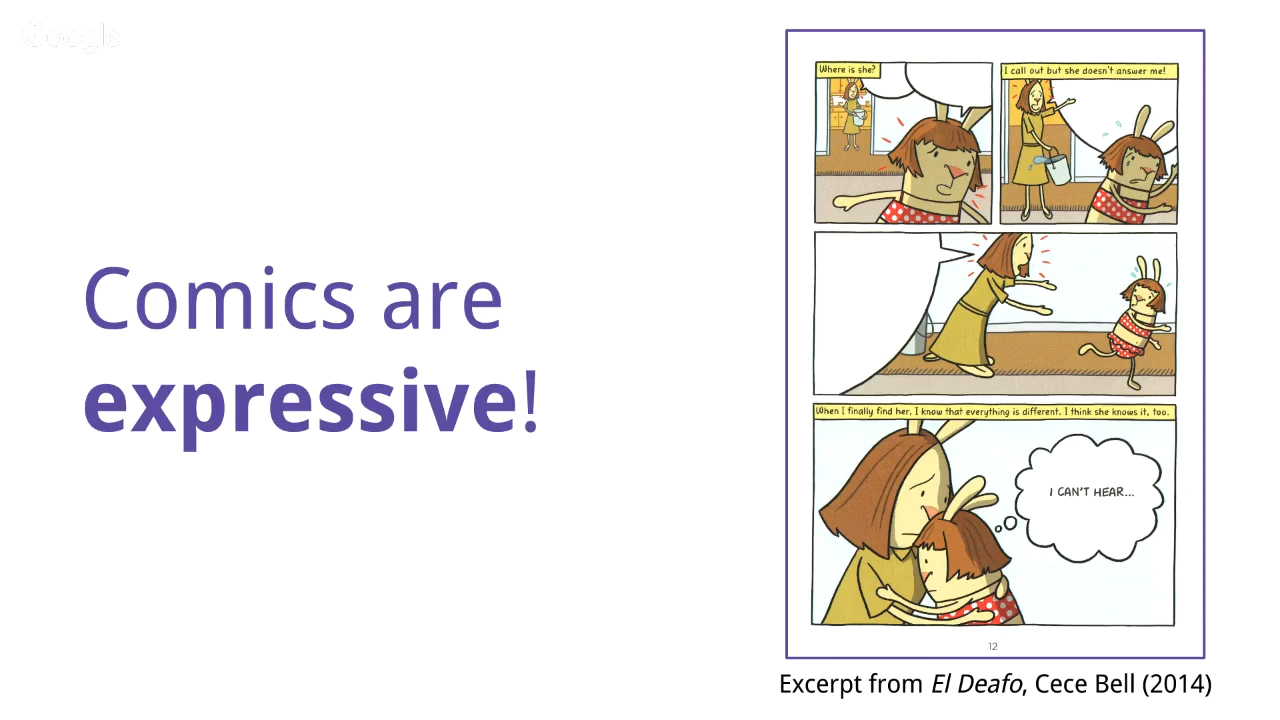 Google
Comics are
expressive!
Where is she?
I call out but she doesn't answer me!
When I finally find her, I know that everything is different. I think she knows it, too.
I CAN'T HEAR...
12
Excerpt from El Deafo, Cece Bell (2014)